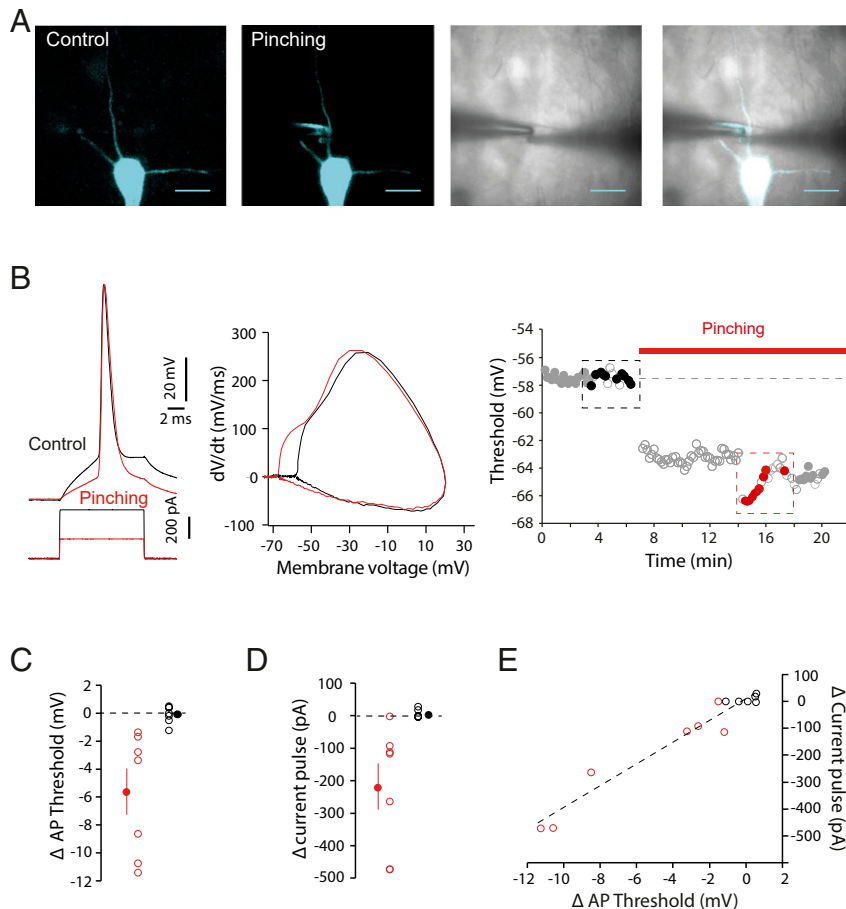 A
Control
Pinching
B
Control
Pinching
20 mV
2 ms
200 pA
300
200
100
0
-100
dV/dt (mV/ms)
-70
-50
-30
-10
10
30
Membrane voltage (mV)
-54
-56
-58
-60
-62
-64
-66
-68
Threshold (mV)
Pinching
0
4
8
12
16
20
Time (min)
C
2
0
-2
-4
-6
-8
-10
-12
Δ AP Threshold (mV)
D
100
0
-100
-200
-300
-400
-500
Δ current pulse (pA)
E
100
0
-100
-200
-300
-400
-500
Δ Current pulse (pA)
-12
-10
-8
-6
-4
-2
0
2
Δ AP Threshold (mV)